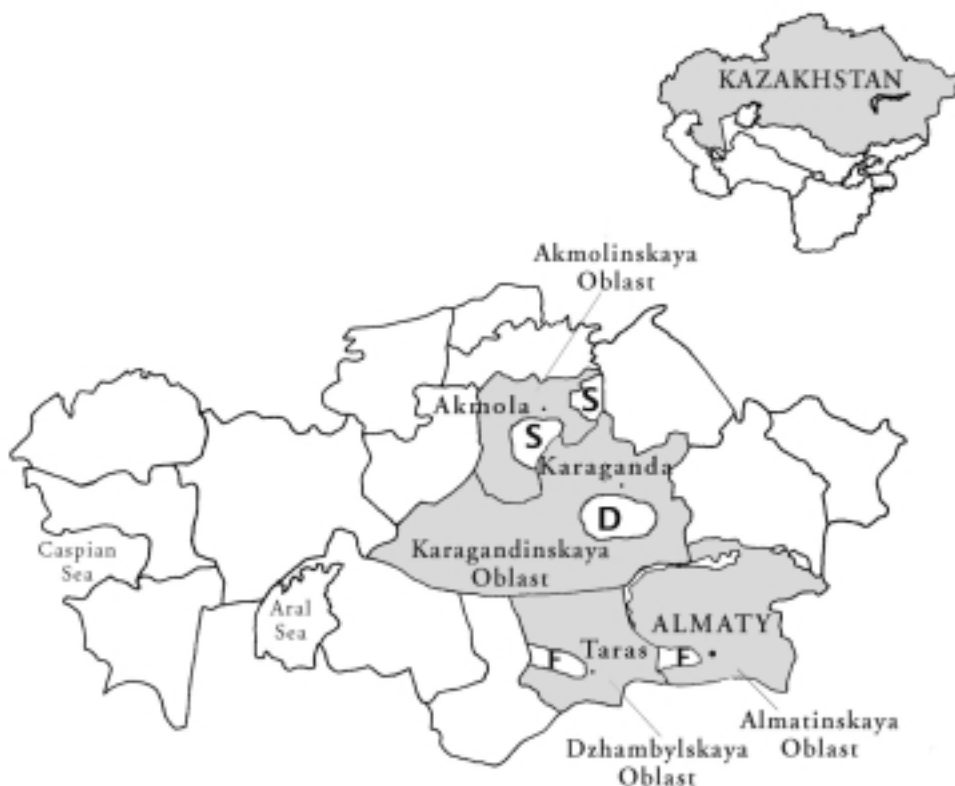 KAZAKHSTAN
Akmolinskaya
Oblast
Akmola
S
S
Karaganda
D
Caspian
Sea
Karagandinskaya
Oblast
Aral
Sea
ALMATY
Taras
F
F
Almatinskaya
Oblast
Dzhambylskaya
Oblast